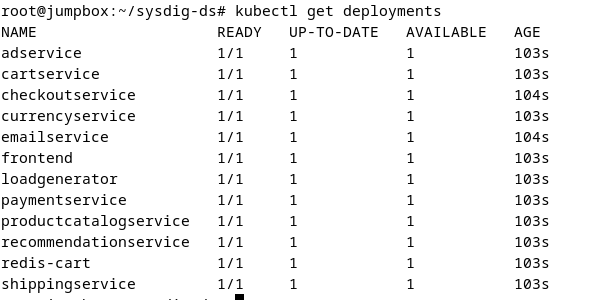 root@jumpbox:~/sysdig-ds# kubectl get deployments
NAME                    READY   UP-TO-DATE   AVAILABLE   AGE
adservice               1/1     1            1           103s
cartservice             1/1     1            1           103s
checkoutservice         1/1     1            1           104s
currencyservice         1/1     1            1           103s
emailservice            1/1     1            1           104s
frontend                1/1     1            1           103s
loadgenerator           1/1     1            1           103s
paymentservice          1/1     1            1           103s
productcatalogservice   1/1     1            1           103s
recommendationservice   1/1     1            1           103s
redis-cart              1/1     1            1           103s
shippingservice         1/1     1            1           103s